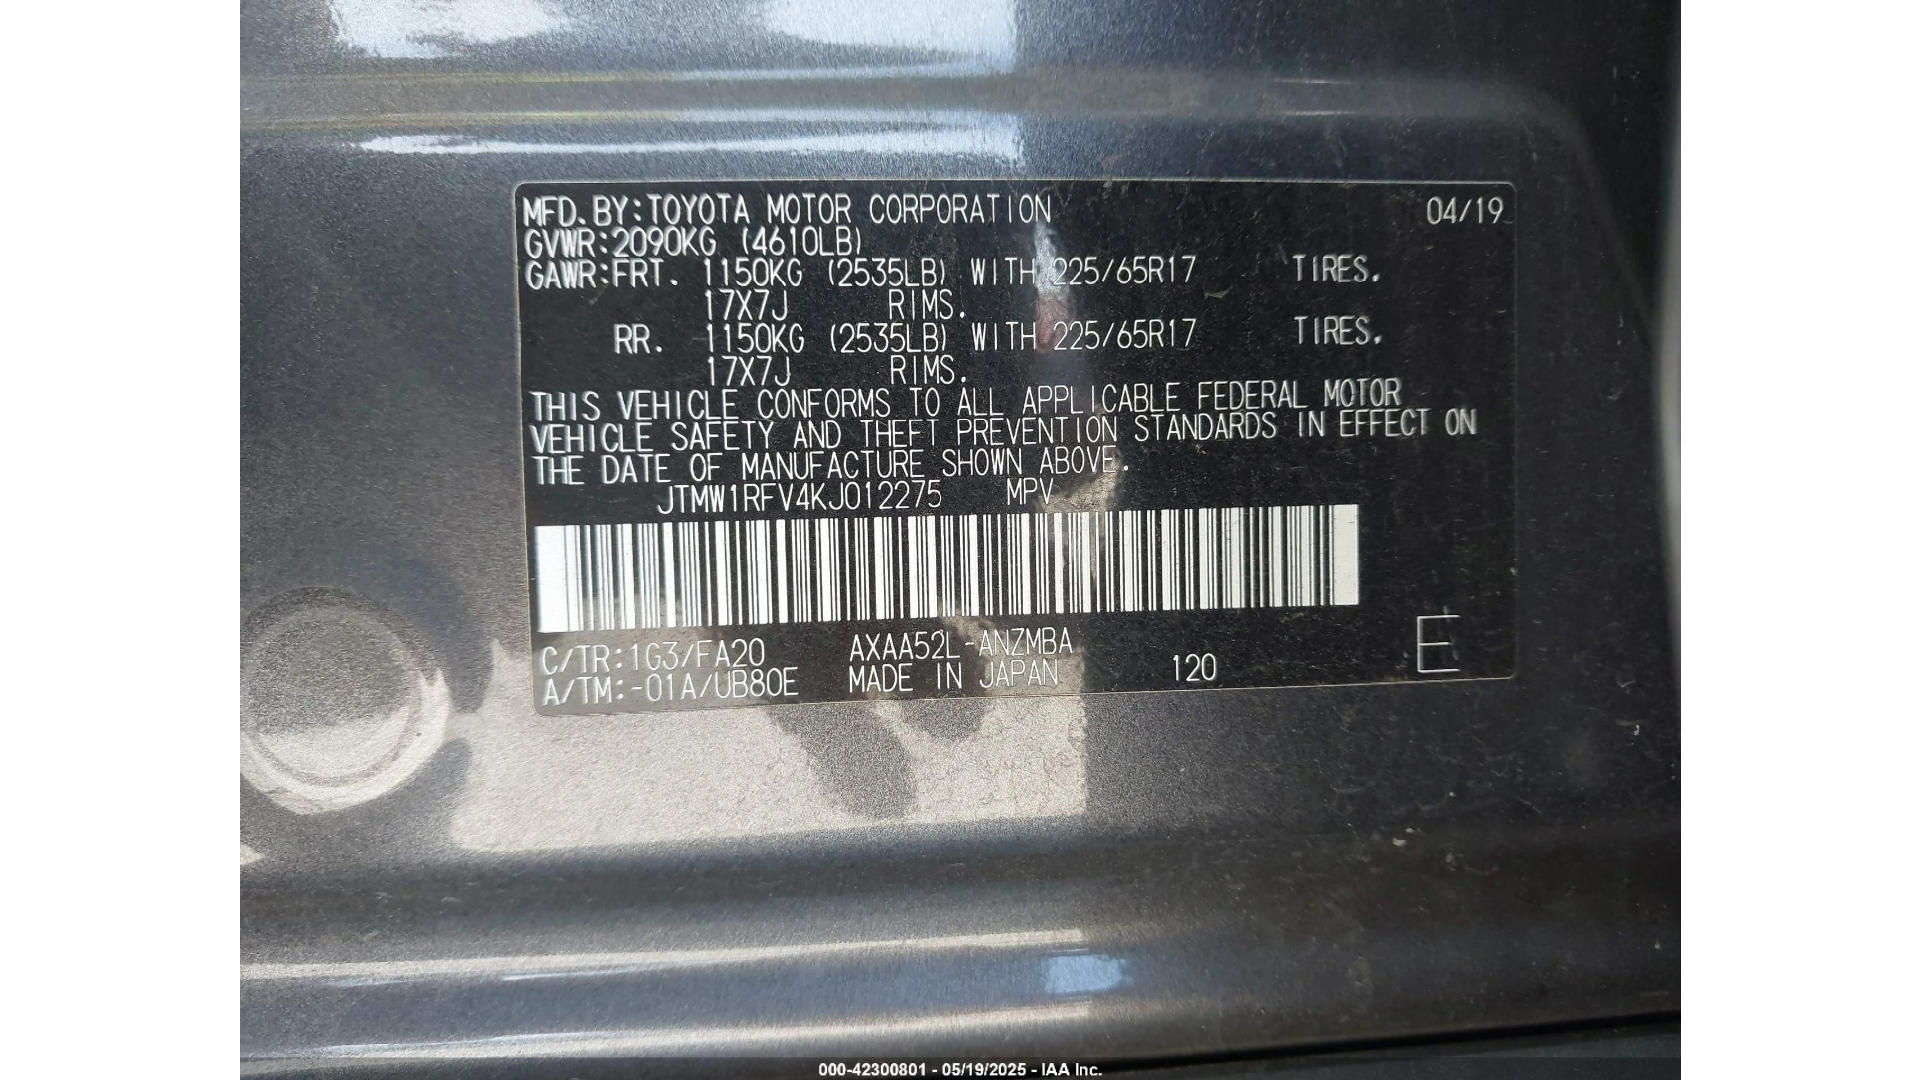 MFD. BY:TOYOTA MOTOR CORPORATION 04/19
GVWR:2090KG (4610LB)
GAWR:FRT. 1150KG (2535LB) WITH 225/65R17 TIRES.
17X7J RIMS.
RR. 1150KG (2535LB) WITH 225/65R17 TIRES.
17X7J RIMS.
THIS VEHICLE CONFORMS TO ALL APPLICABLE FEDERAL MOTOR
VEHICLE SAFETY AND THEFT PREVENTION STANDARDS IN EFFECT ON
THE DATE OF MANUFACTURE SHOWN ABOVE.
JTMW1RFV4KJ012275 MPV
C/TR:1G3/FA20 AXAA52L-ANZMBA
A/TM:-01A/UB80E MADE IN JAPAN 120 E
000-42300801 - 05/19/2025 - IAA Inc.